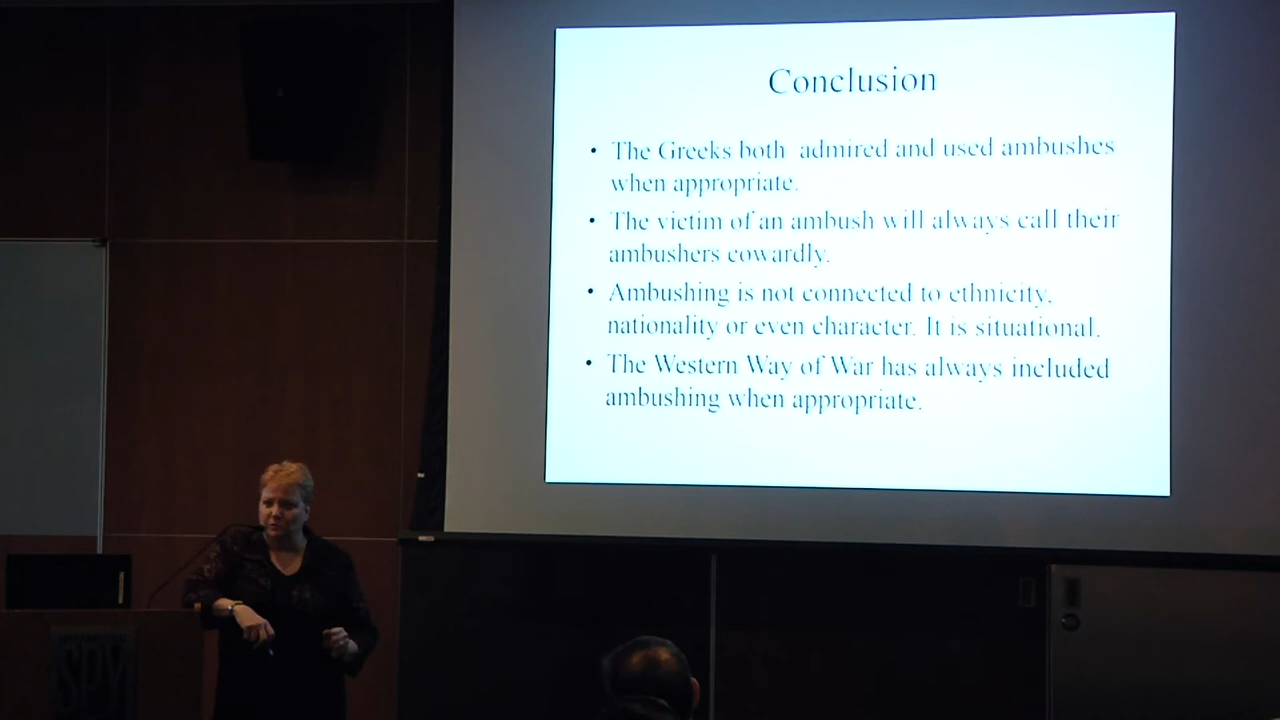 Conclusion
• The Greeks both admired and used ambushes
when appropriate.
• The victim of an ambush will always call their
ambushers cowardly.
• Ambushing is not connected to ethnicity,
nationality or even character. It is situational.
• The Western Way of War has always included
ambushing when appropriate.
SPY